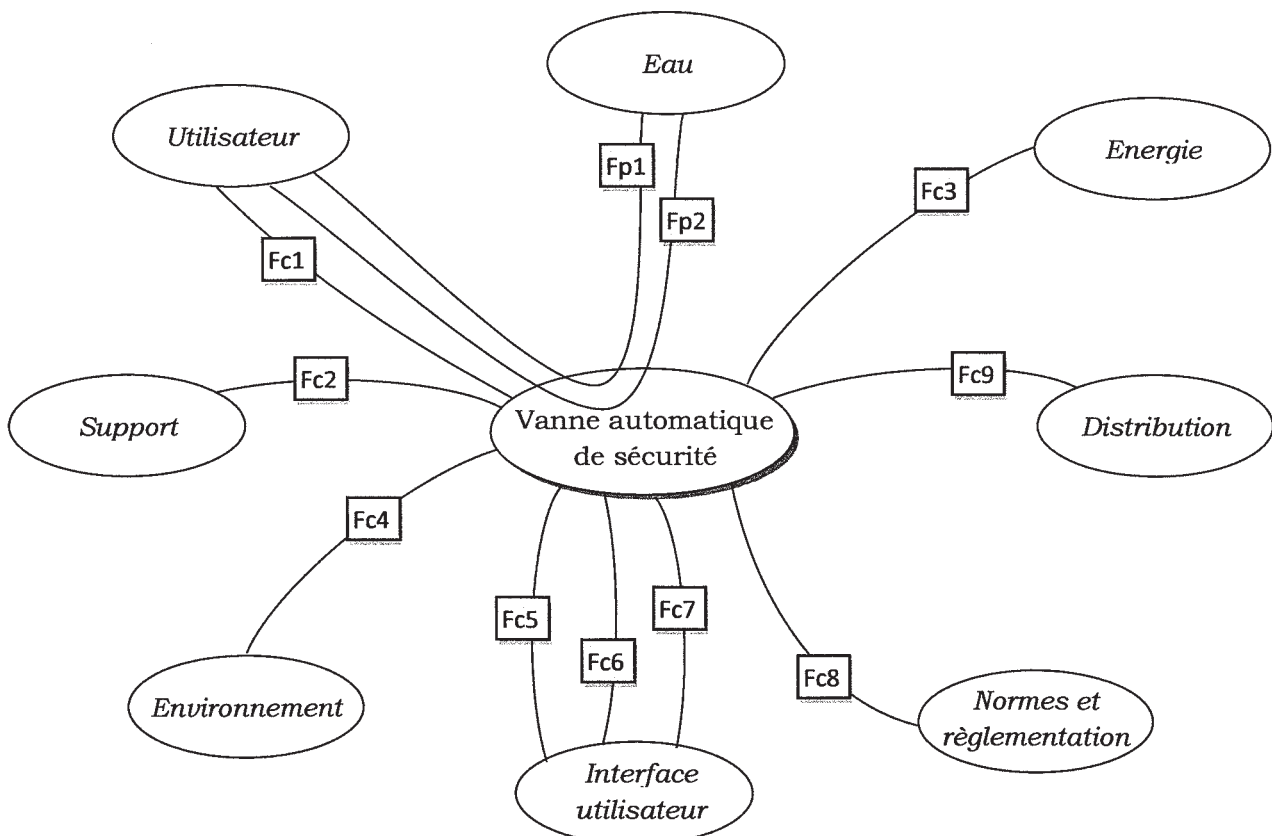 Eau
Utilisateur
Energie
Fp1
Fc3
Fp2
Fc1
Fc2
Fc9
Support
Vanne automatique
de sécurité
Distribution
Fc4
Fc5
Fc7
Fc6
Fc8
Environnement
Normes et
règlementation
Interface
utilisateur